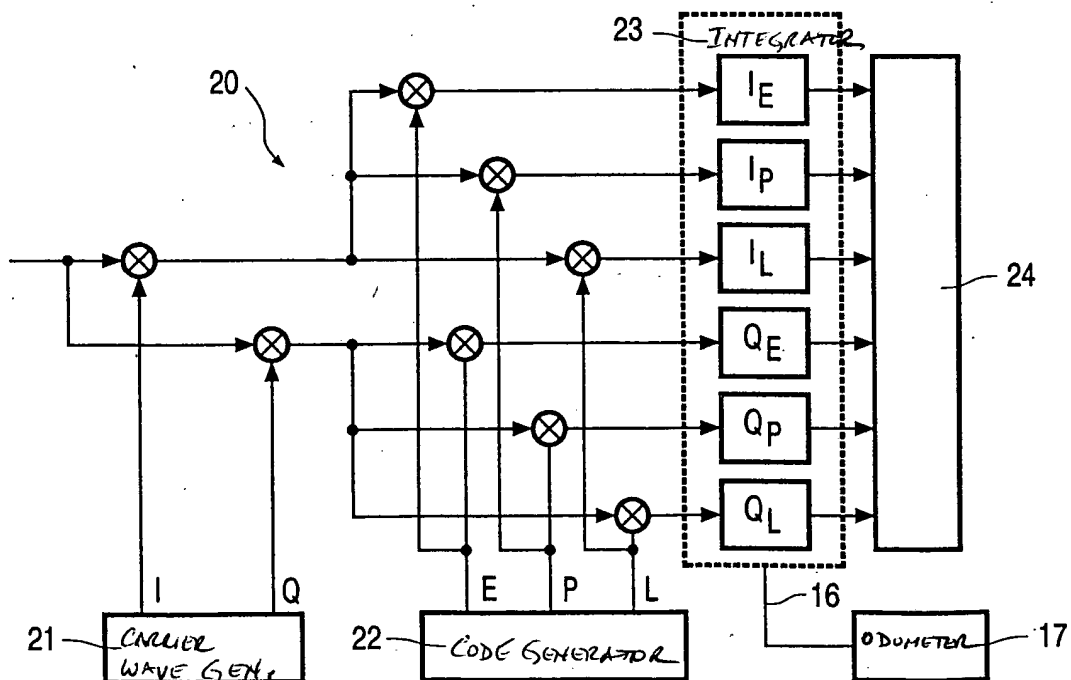 23
INTEGRATOR
20
I_E
I_P
I_L
24
Q_E
Q_P
Q_L
I
Q
E
P
L
16
21
CARRIER
WAVE GEN.
22
CODE GENERATOR
ODOMETER
17